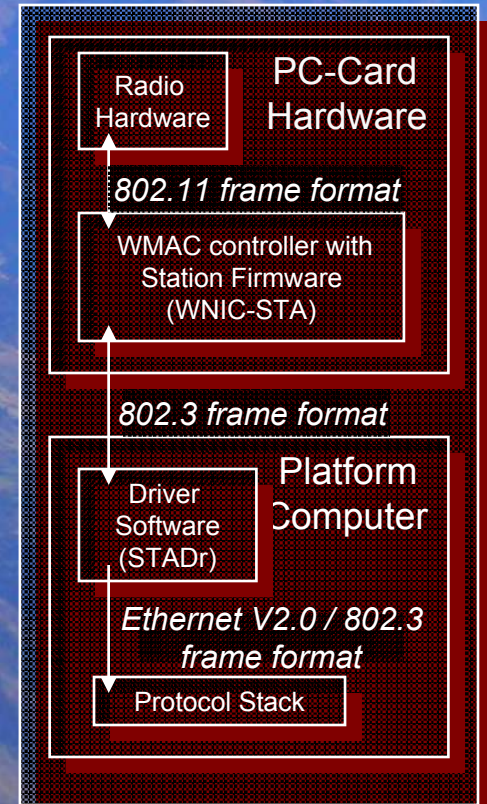 Radio
Hardware
PC-Card
Hardware
802.11 frame format
WMAC controller with
Station Firmware
(WNIC-STA)
802.3 frame format
Platform
Computer
Driver
Software
(STADr)
Ethernet V2.0 / 802.3
frame format
Protocol Stack